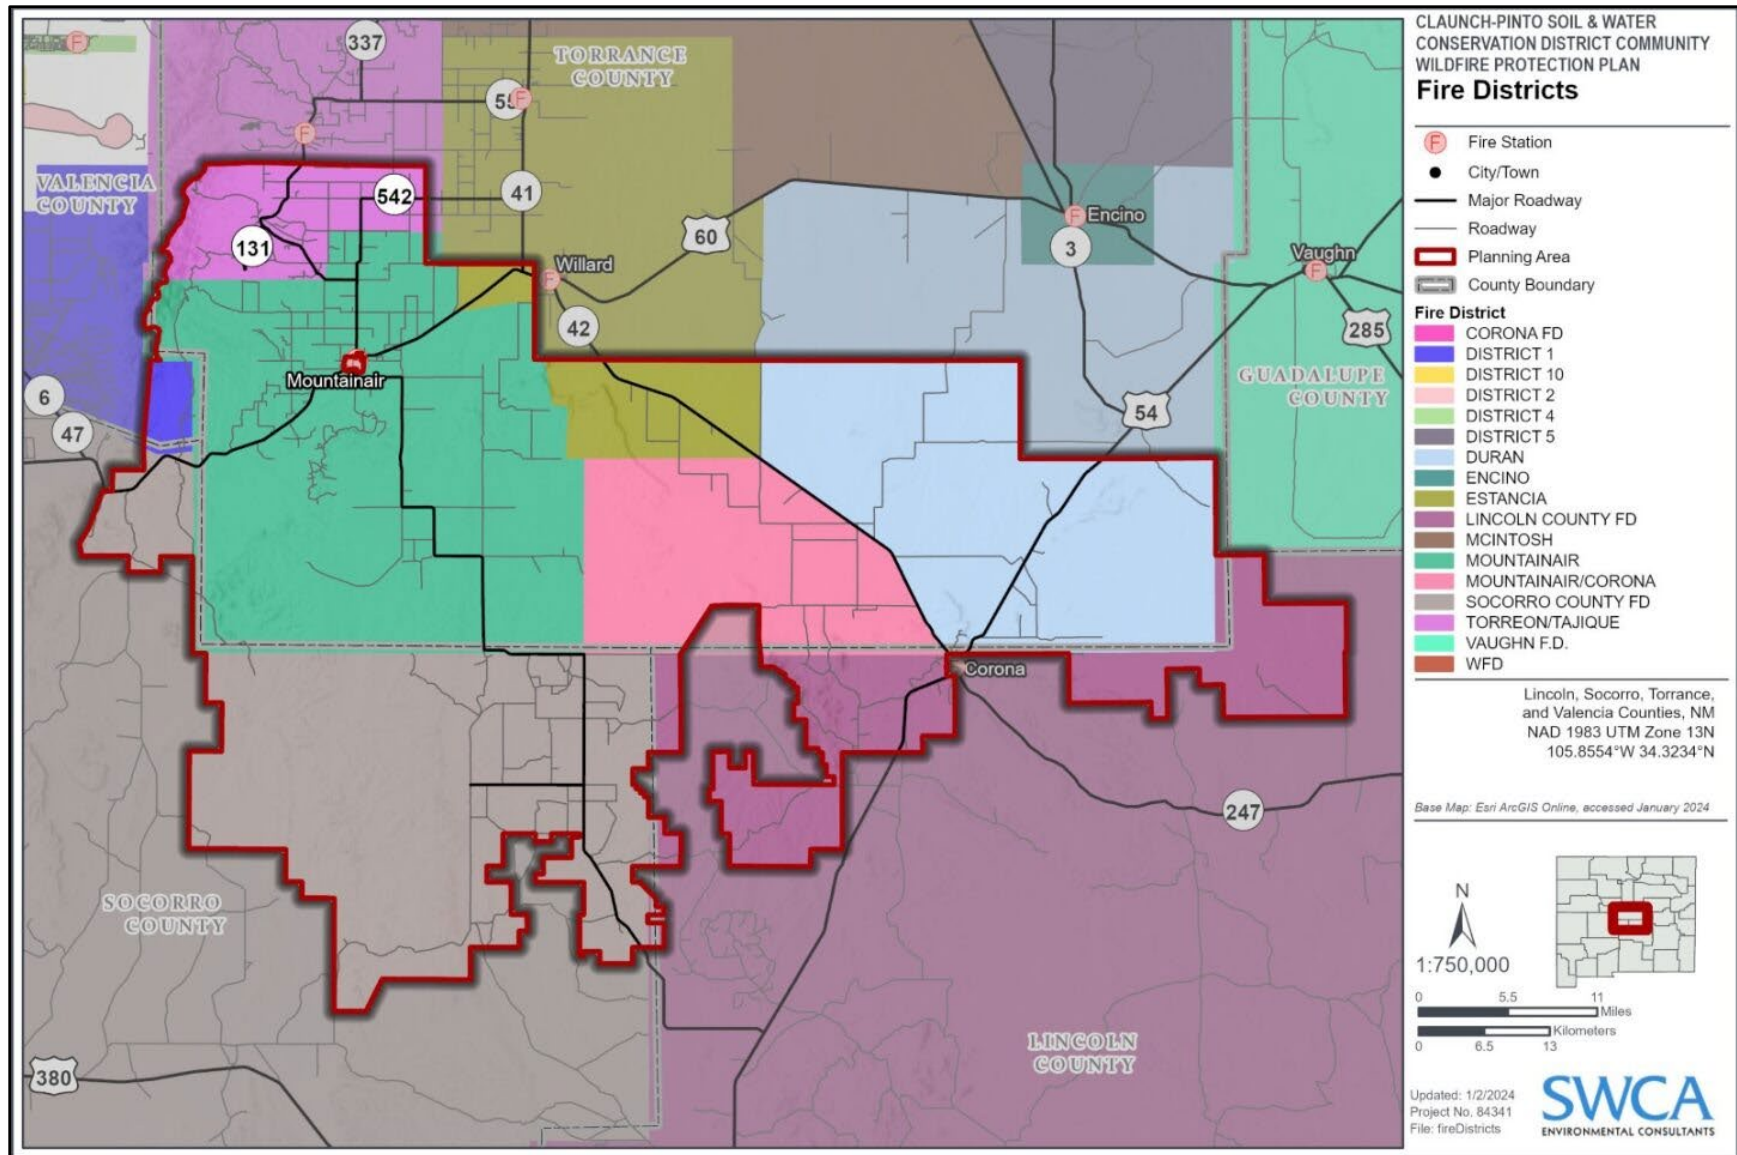 337
TORRANCE
COUNTY
55
F
F
F
VALENCIA
COUNTY
542
41
131
60
F Encino
3
Willard
F
42
Vaughn
F
285
Mountainair
6
47
GUADALUPE
COUNTY
54
Corona
247
SOCORRO
COUNTY
LINCOLN
COUNTY
380
CLAUNCH-PINTO SOIL & WATER
CONSERVATION DISTRICT COMMUNITY
WILDFIRE PROTECTION PLAN
Fire Districts
F Fire Station
City/Town
Major Roadway
Roadway
Planning Area
County Boundary
Fire District
CORONA FD
DISTRICT 1
DISTRICT 10
DISTRICT 2
DISTRICT 4
DISTRICT 5
DURAN
ENCINO
ESTANCIA
LINCOLN COUNTY FD
MCINTOSH
MOUNTAINAIR
MOUNTAINAIR/CORONA
SOCORRO COUNTY FD
TORREON/TAJIQUE
VAUGHN F.D.
WFD
Lincoln, Socorro, Torrance,
and Valencia Counties, NM
NAD 1983 UTM Zone 13N
105.8554°W 34.3234°N
Base Map: Esri ArcGIS Online, accessed January 2024
N
1:750,000
0 5.5 11
Miles
Kilometers
0 6.5 13
Updated: 1/2/2024
Project No. 84341
File: fireDistricts
SWCA
ENVIRONMENTAL CONSULTANTS